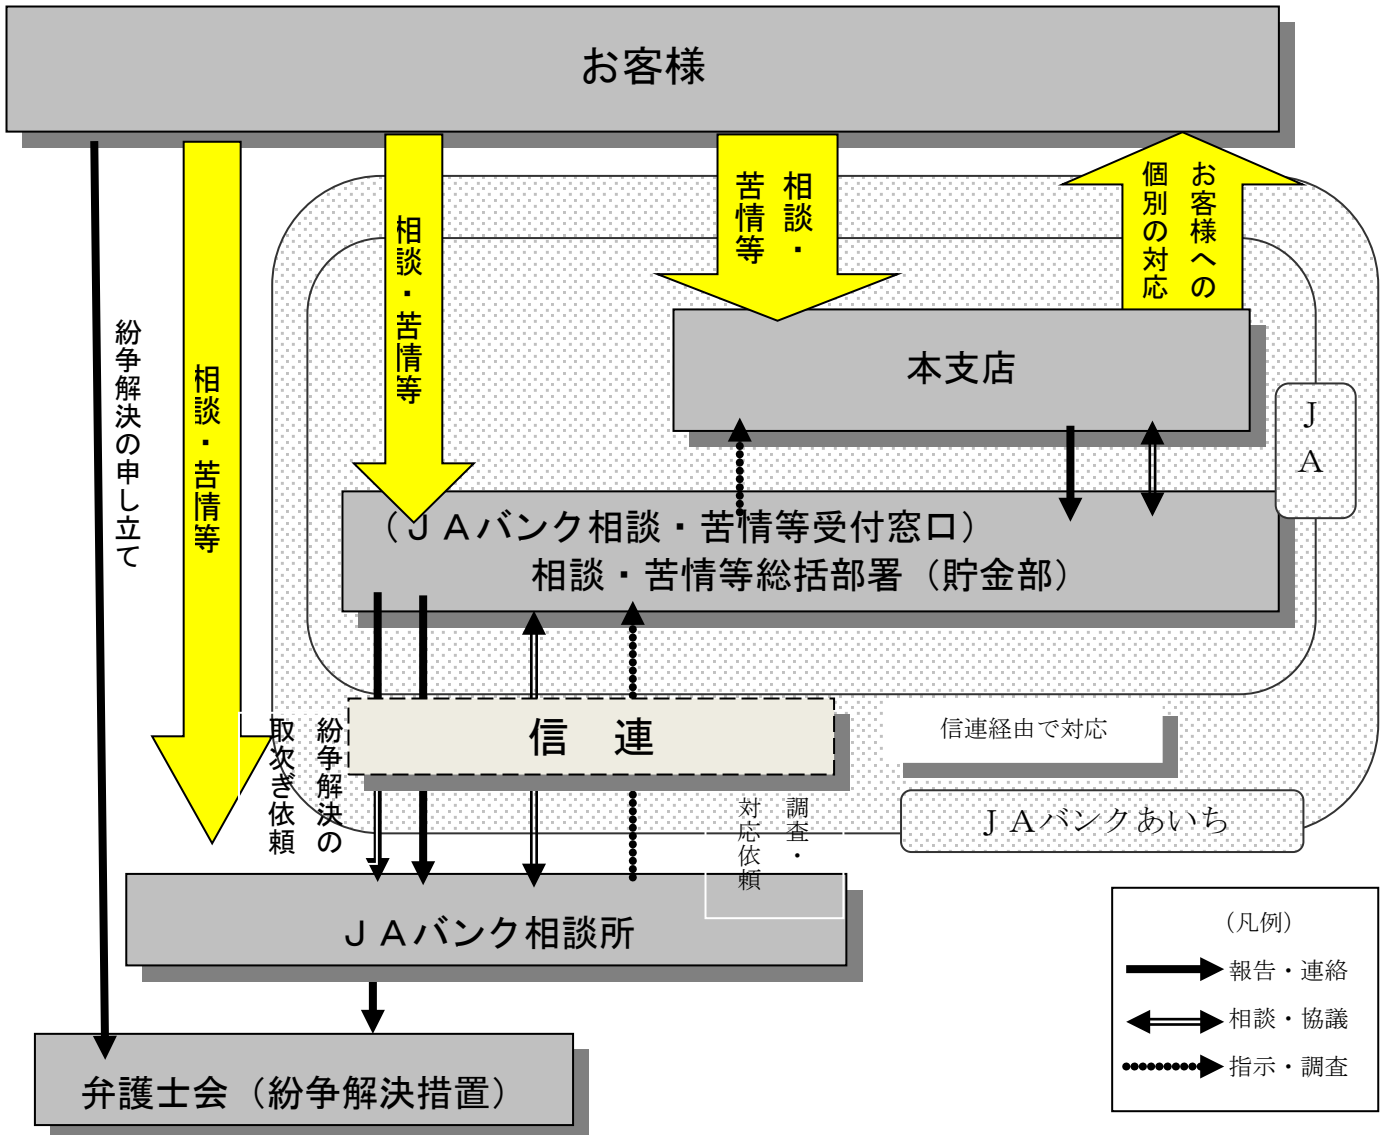 お客様
相談・
苦情等
お客様への
個別の対応
相談・苦情等
相談・苦情等
紛争解決の申し立て
本支店
ＪＡ
（ＪＡバンク相談・苦情等受付窓口）
相談・苦情等総括部署（貯金部）
信　連
信連経由で対応
紛争解決の
取次ぎ依頼
調査・
対応依頼
ＪＡバンクあいち
ＪＡバンク相談所
弁護士会（紛争解決措置）
（凡例）
報告・連絡
相談・協議
指示・調査